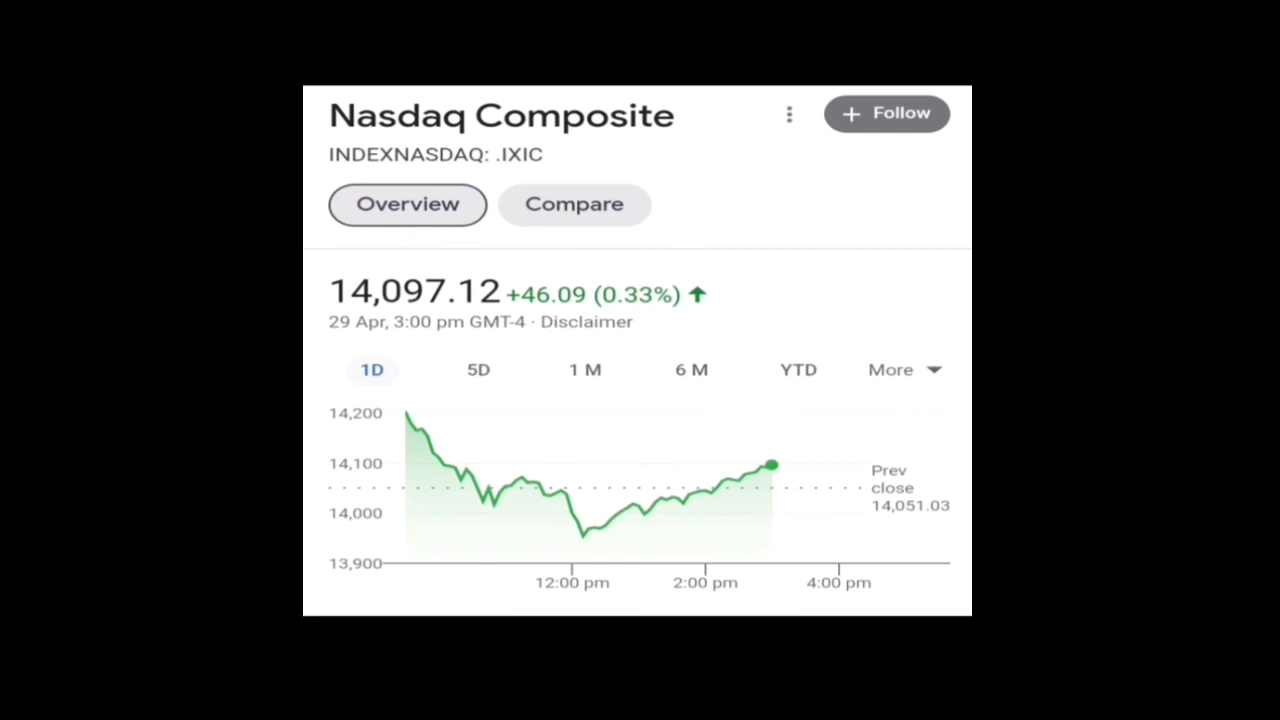 Nasdaq Composite
+ Follow
INDEXNASDAQ: .IXIC
Overview
Compare
14,097.12 +46.09 (0.33%) ↑
29 Apr, 3:00 pm GMT-4 · Disclaimer
1D 5D 1 M 6 M YTD More
14,200
14,100
14,000
13,900
Prev
close
14,051.03
12:00 pm 2:00 pm 4:00 pm